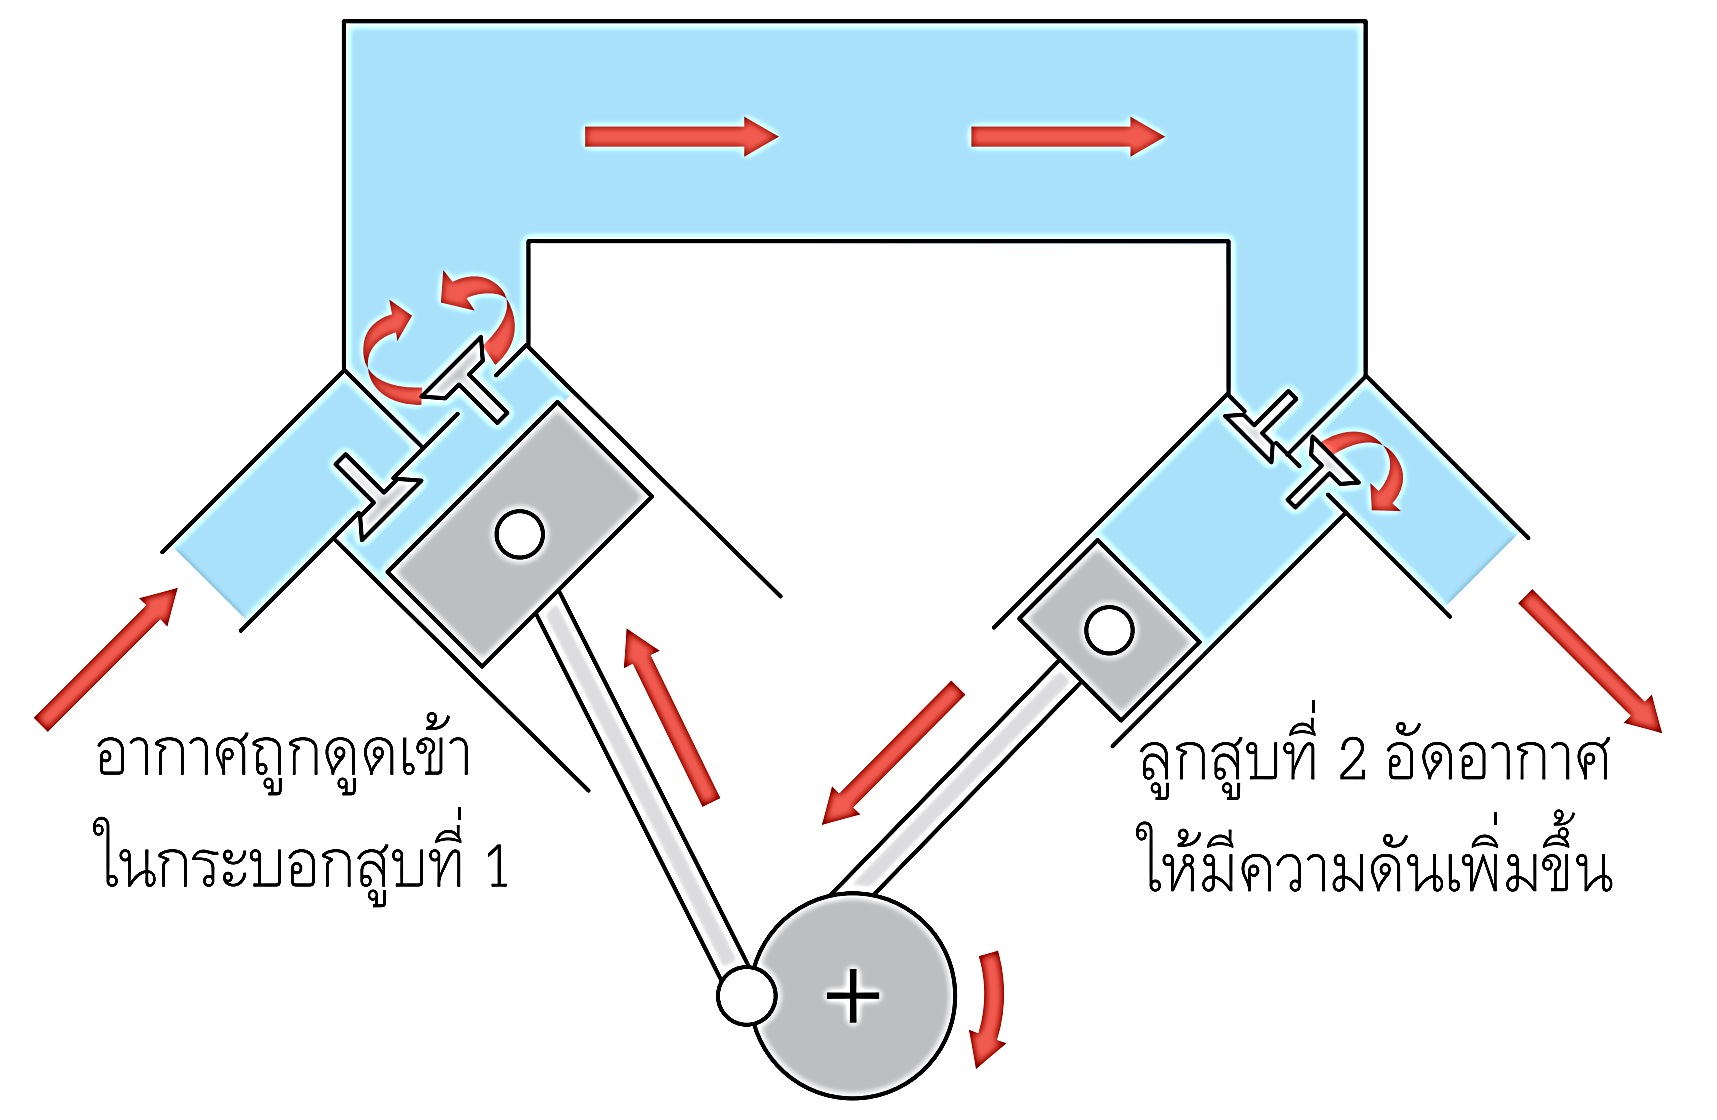 อากาศถูกดูดเข้า
ในกระบอกสูบที่ 1
ลูกสูบที่ 2 อัดอากาศ
ให้มีความดันเพิ่มขึ้น